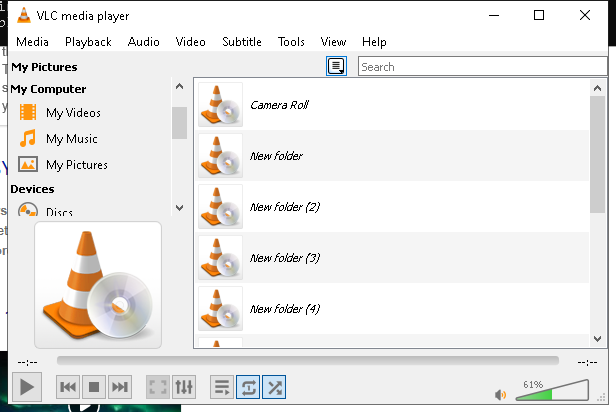 VLC media player
Media Playback Audio Video Subtitle Tools View Help
My Pictures
Search
My Computer
My Videos
My Music
My Pictures
Devices
Discs
Camera Roll
New folder
New folder (2)
New folder (3)
New folder (4)
--:-- --:--
61%